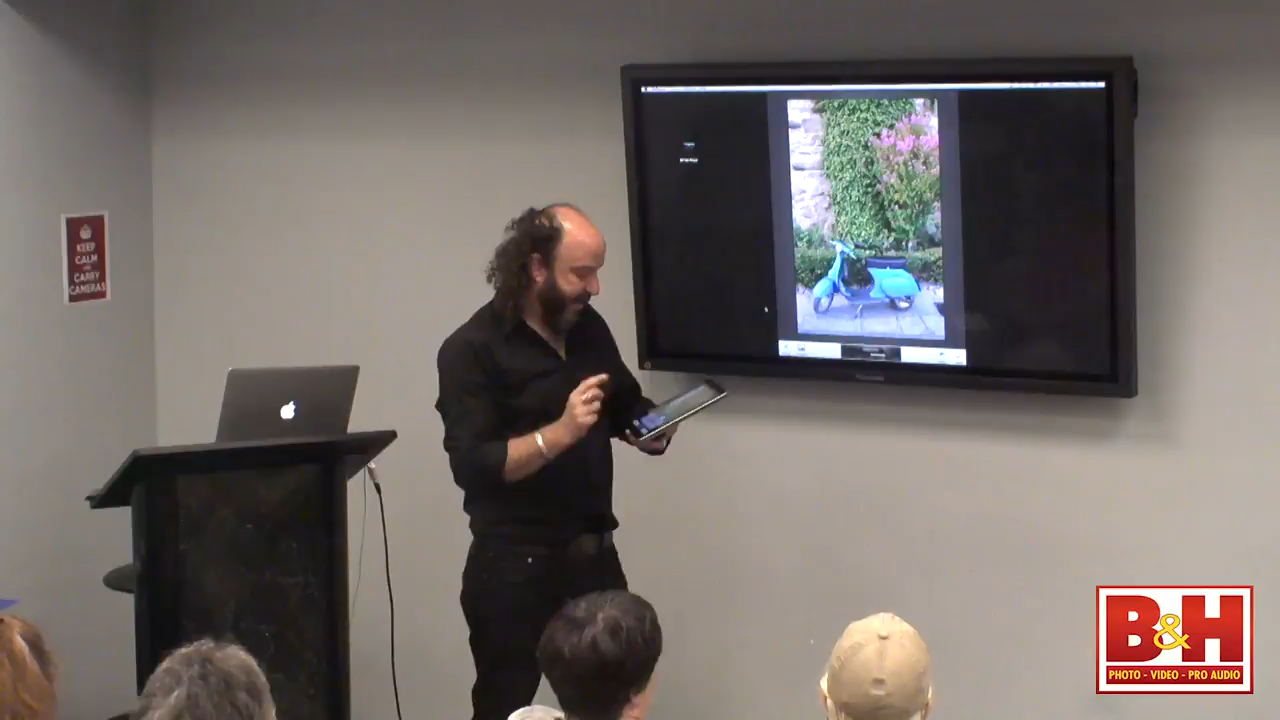 KEEP
CALM
AND
CARRY
CAMERAS
B&H
PHOTO - VIDEO - PRO AUDIO